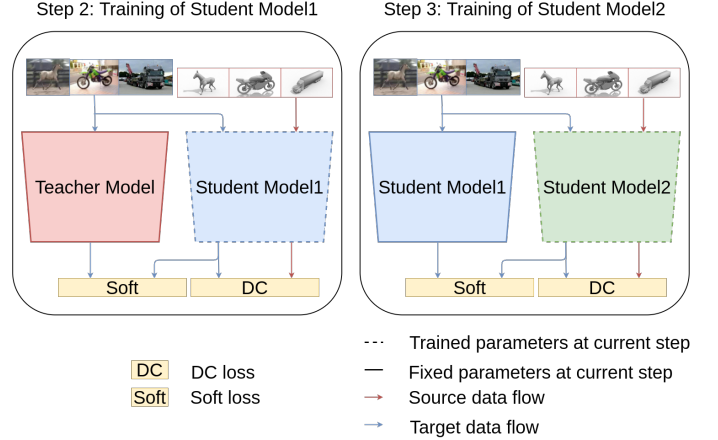 Step 2: Training of Student Model1
Step 3: Training of Student Model2
Teacher Model
Student Model1
Student Model1
Student Model2
Soft
DC
Soft
DC
DC
DC loss
Soft
Soft loss
Trained parameters at current step
Fixed parameters at current step
Source data flow
Target data flow